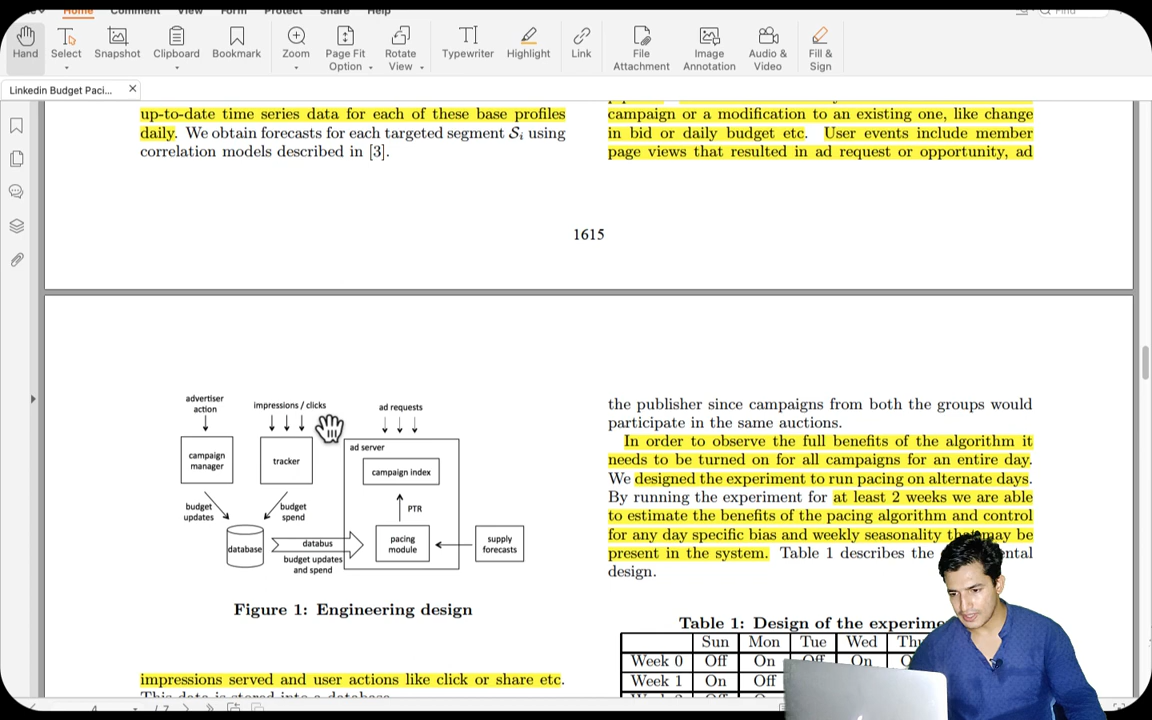 Home Comment View Form Protect Share Help
Find
Hand
Select
Snapshot
Clipboard
Bookmark
Zoom
Page Fit
Option
Rotate
View
Typewriter
Highlight
Link
File
Attachment
Image
Annotation
Audio &
Video
Fill &
Sign
Linkedin Budget Paci...
up-to-date time series data for each of these base profiles
daily. We obtain forecasts for each targeted segment Si using
correlation models described in [3].
campaign or a modification to an existing one, like change
in bid or daily budget etc. User events include member
page views that resulted in ad request or opportunity, ad
1615
advertiser
action
impressions / clicks
ad requests
campaign
manager
tracker
ad server
campaign index
PTR
budget
updates
budget
spend
database
databus
budget updates
and spend
pacing
module
supply
forecasts
Figure 1: Engineering design
impressions served and user actions like click or share etc.
This data is stored into a database
the publisher since campaigns from both the groups would
participate in the same auctions.
In order to observe the full benefits of the algorithm it
needs to be turned on for all campaigns for an entire day.
We designed the experiment to run pacing on alternate days.
By running the experiment for at least 2 weeks we are able
to estimate the benefits of the pacing algorithm and control
for any day specific bias and weekly seasonality that may be
present in the system. Table 1 describes the
design.
Table 1: Design of the
Sun Mon Tue Wed
Week 0 Off On Off On
Week 1 On Off